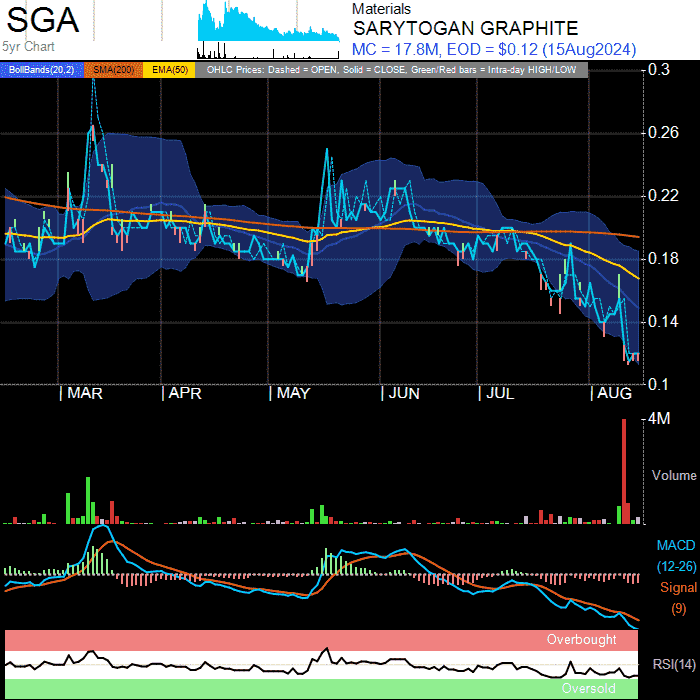 SGA
5yr Chart
Materials
SARYTOGAN GRAPHITE
MC = 17.8M, EOD = $0.12 (15Aug2024)
BollBands(20,2) SMA(200) EMA(50) OHLC Prices: Dashed = OPEN, Solid = CLOSE, Green/Red bars = Intra-day HIGH/LOW
0.3
0.26
0.22
0.18
0.14
0.1
| MAR | APR | MAY | JUN | JUL | AUG
4M
Volume
MACD
(12-26)
Signal
(9)
Overbought
RSI(14)
Oversold